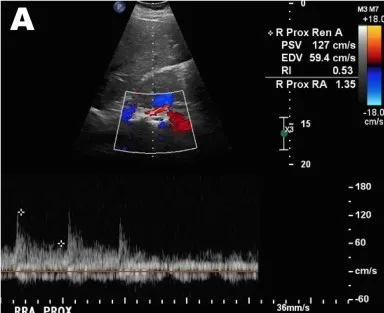 A
P
0
M3 M7
+18.0
R Prox Ren A
PSV 127 cm/s
EDV 59.4 cm/s
RI 0.53
R Prox RA 1.35
-18.0
cm/s
15
X3
20
180
120
60
cm/s
-60
RRA PROX
36mm/s